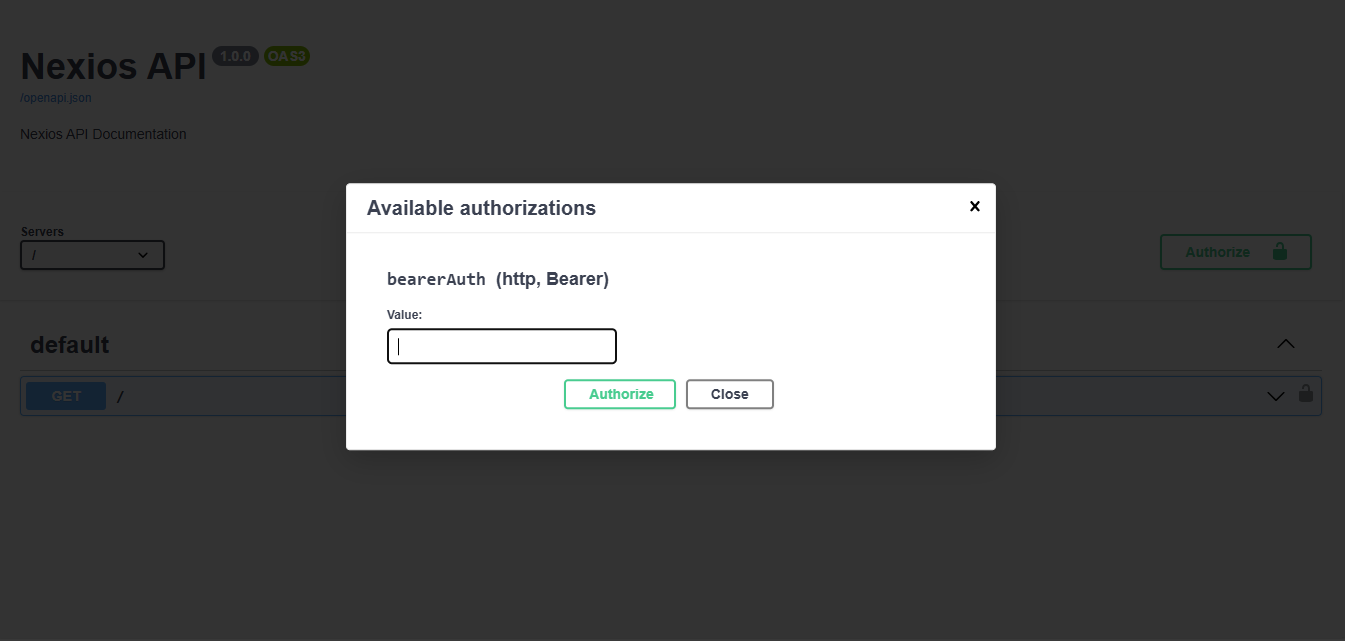 Nexios API 1.0.0 OAS3
/openapi.json
Nexios API Documentation
Servers
/
Authorize
default
GET /
Available authorizations
bearerAuth (http, Bearer)
Value:
Authorize Close